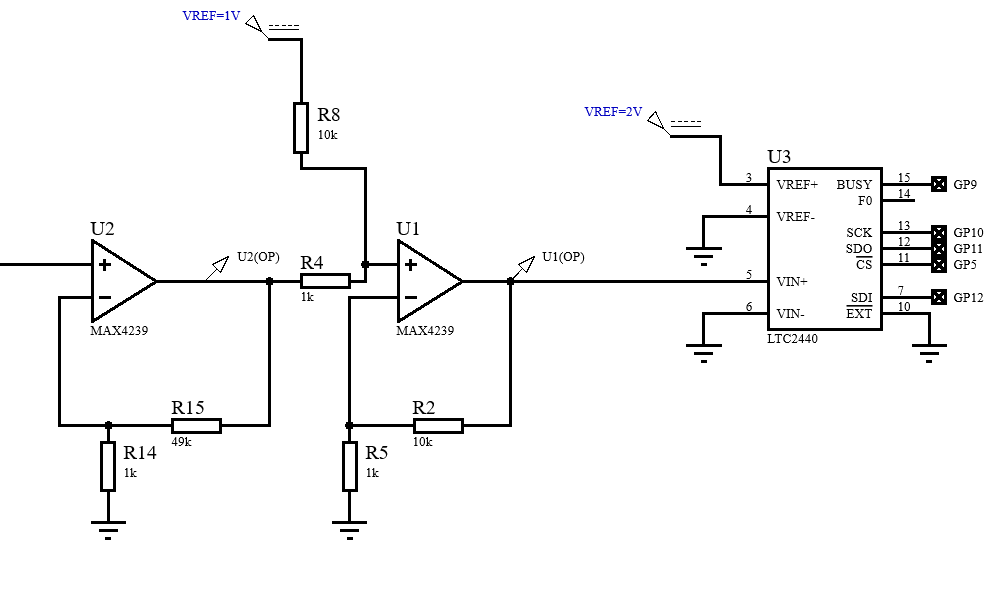 VREF=1V
R8
10k
VREF=2V
U3
3
VREF+
BUSY
15
GP9
F0
14
4
VREF-
SCK
13
GP10
SDO
12
GP11
CS
11
GP5
5
VIN+
SDI
7
GP12
6
VIN-
EXT
10
LTC2440
U2
+
−
MAX4239
U2(OP)
R4
1k
U1
+
−
MAX4239
U1(OP)
R15
49k
R14
1k
R2
10k
R5
1k